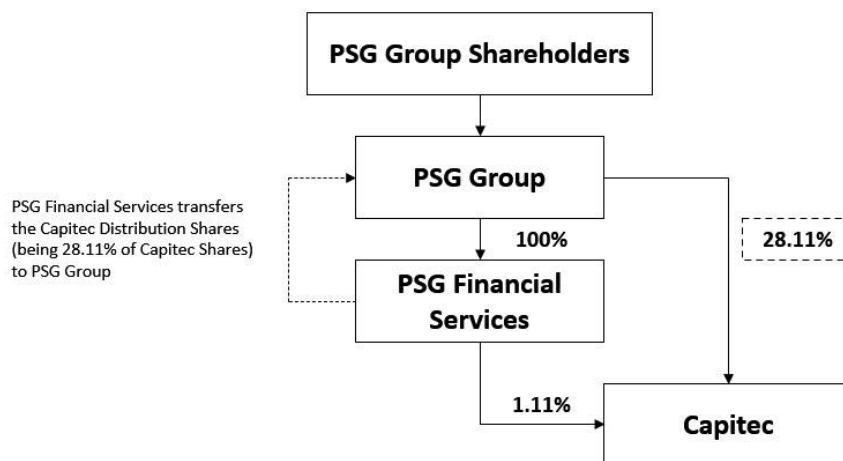 PSG Group Shareholders
PSG Group
PSG Financial Services transfers
the Capitec Distribution Shares
(being 28.11% of Capitec Shares)
to PSG Group
100%
28.11%
PSG Financial
Services
1.11%
Capitec